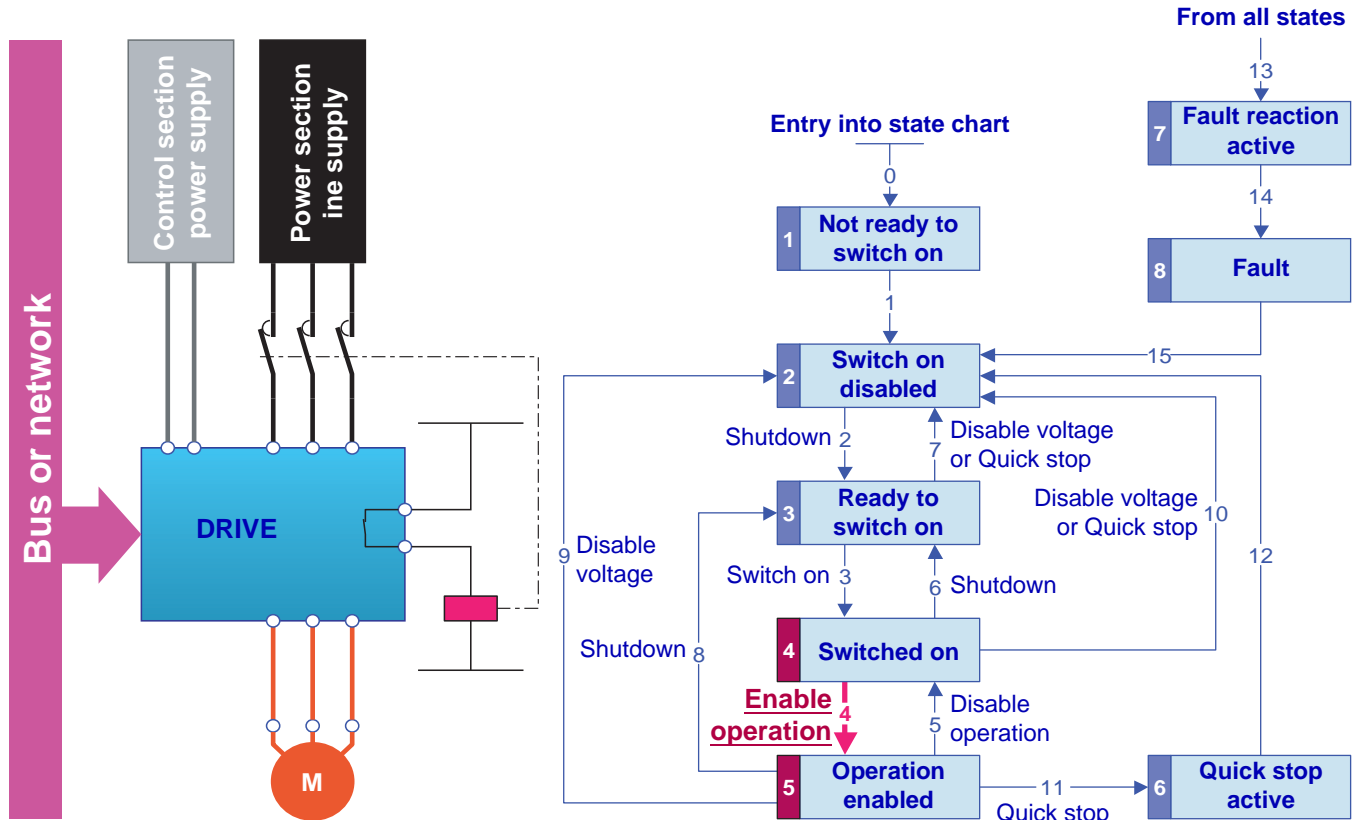 Bus or network
Control section
power supply
Power section
ine supply
DRIVE
M
From all states
13
7
Fault reaction
active
14
8
Fault
15
Entry into state chart
0
1
Not ready to
switch on
1
2
Switch on
disabled
Shutdown 2
7 Disable voltage
or Quick stop
3
Ready to
switch on
Disable voltage
or Quick stop
10
12
9 Disable
voltage
Switch on 3
6 Shutdown
4
Switched on
Shutdown 8
Enable
operation
4
5
Disable
operation
5
Operation
enabled
11
Quick stop
6
Quick stop
active